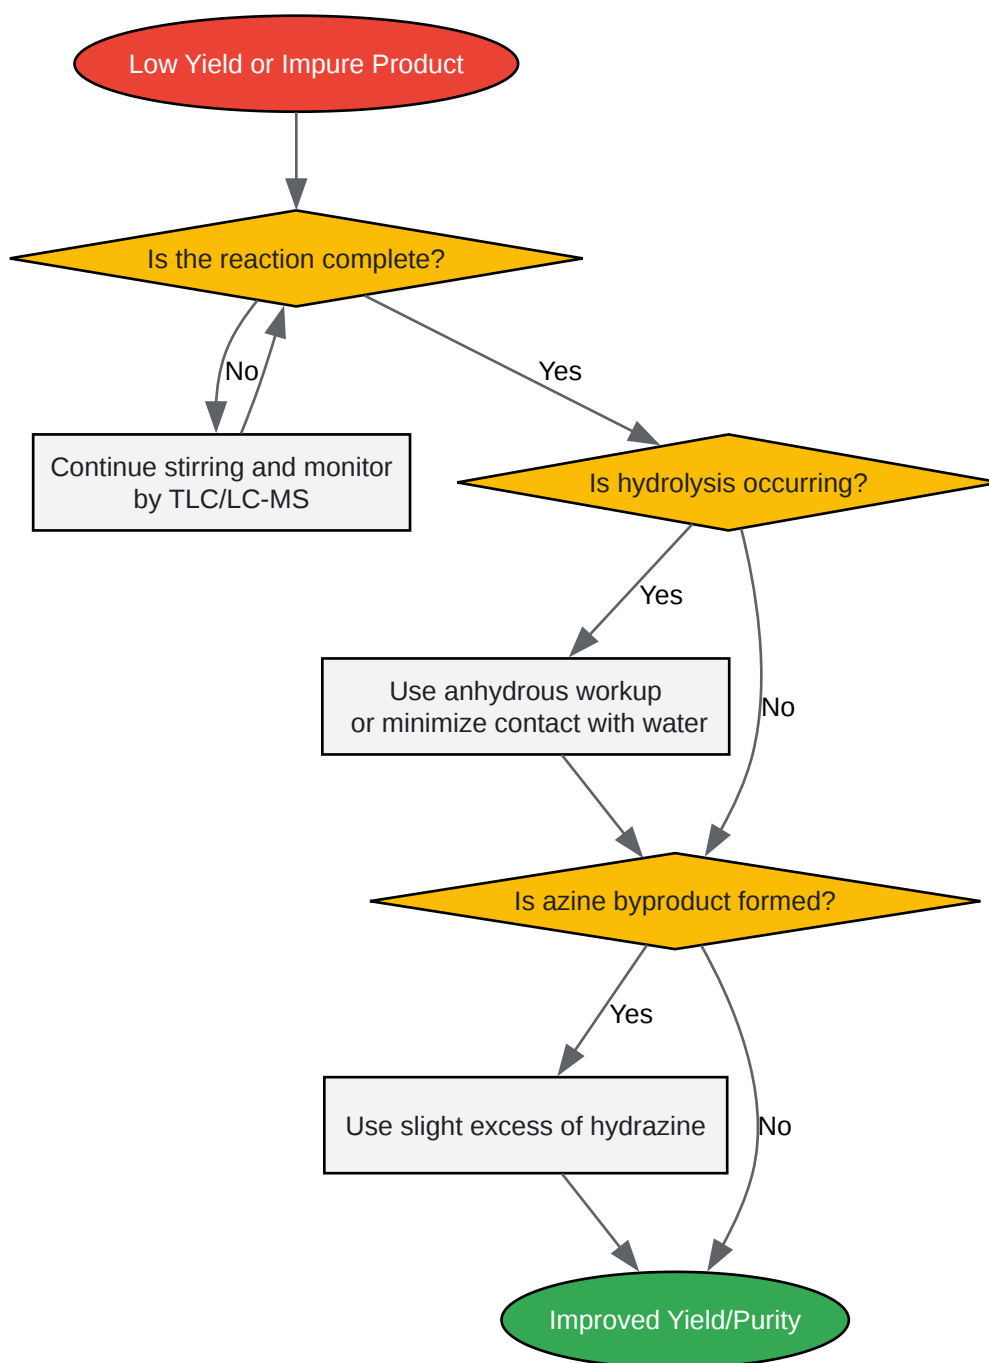 Low Yield or Impure Product
Is the reaction complete?
No
Yes
Continue stirring and monitor
by TLC/LC-MS
Is hydrolysis occurring?
Yes
Use anhydrous workup
or minimize contact with water
No
Is azine byproduct formed?
Yes
Use slight excess of hydrazine
No
Improved Yield/Purity